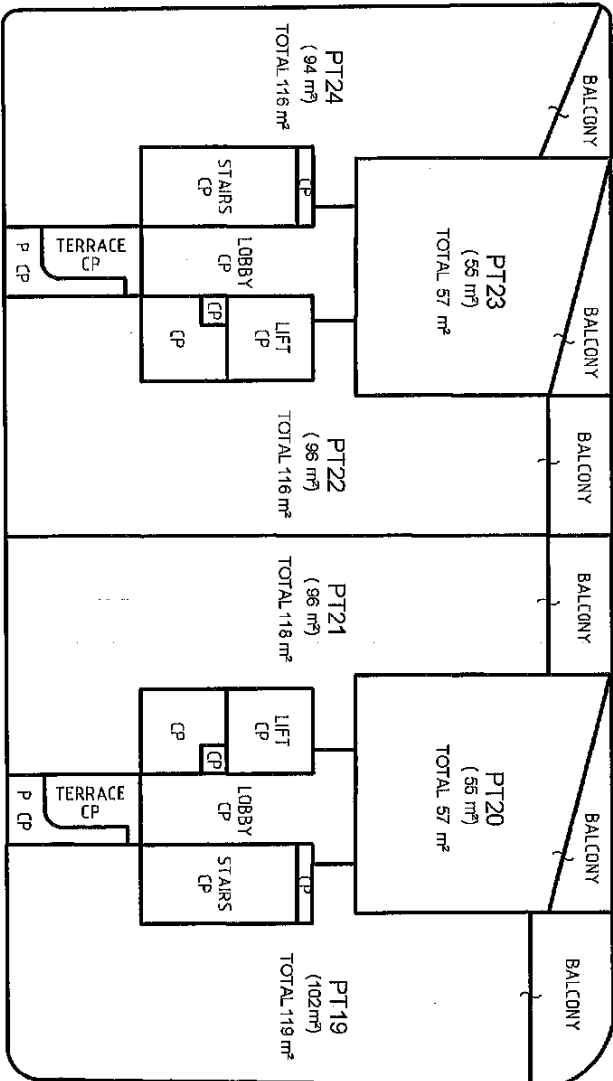 BALCONY
PT24
( 94 m²)
TOTAL 116 m²
CP
STAIRS
CP
BALCONY
PT23
(55 m²)
TOTAL 57 m²
LOBBY
CP
TERRACE
CP
P CP
LIFT
CP
CP
CP
BALCONY
PT22
( 96 m²)
TOTAL 116 m²
BALCONY
PT21
( 96 m²)
TOTAL 118 m²
LIFT
CP
CP
CP
BALCONY
PT20
(55 m²)
TOTAL 57 m²
LOBBY
CP
TERRACE
CP
P CP
CP
STAIRS
CP
BALCONY
PT19
(102m²)
TOTAL 119 m²